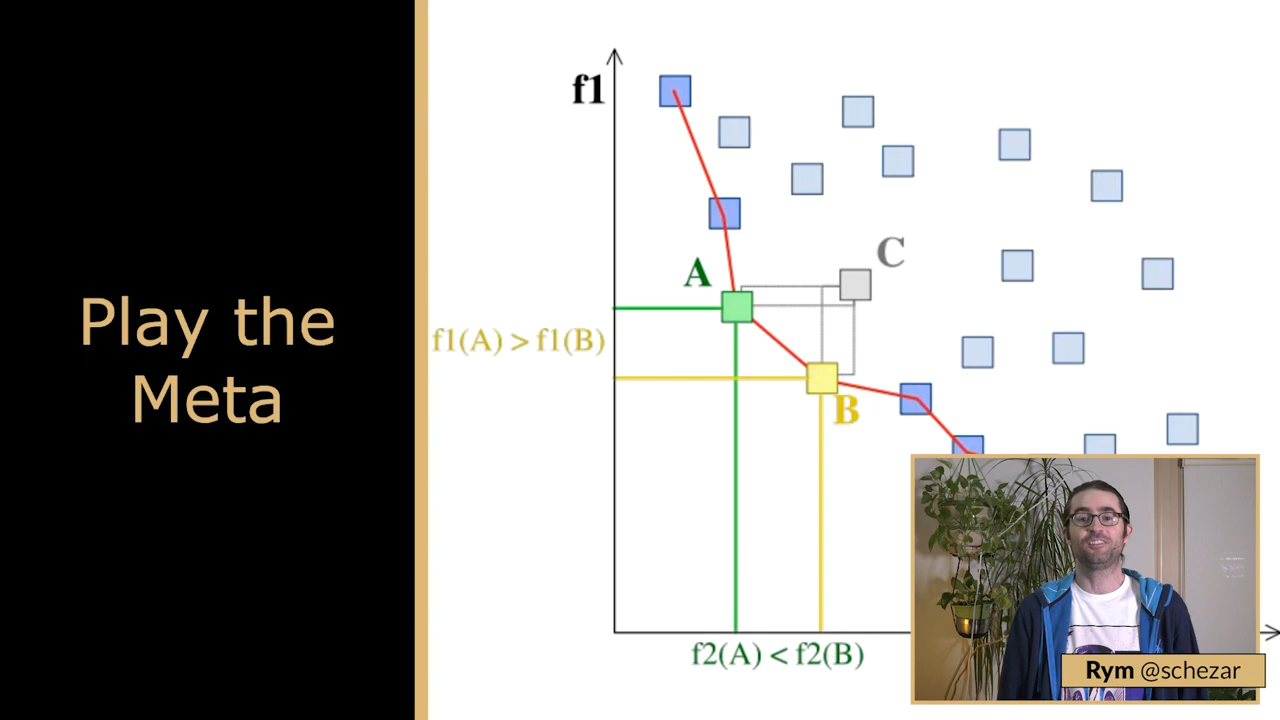 Play the
Meta
f1
A
C
f1(A) > f1(B)
B
f2(A) < f2(B)
Rym @schezar